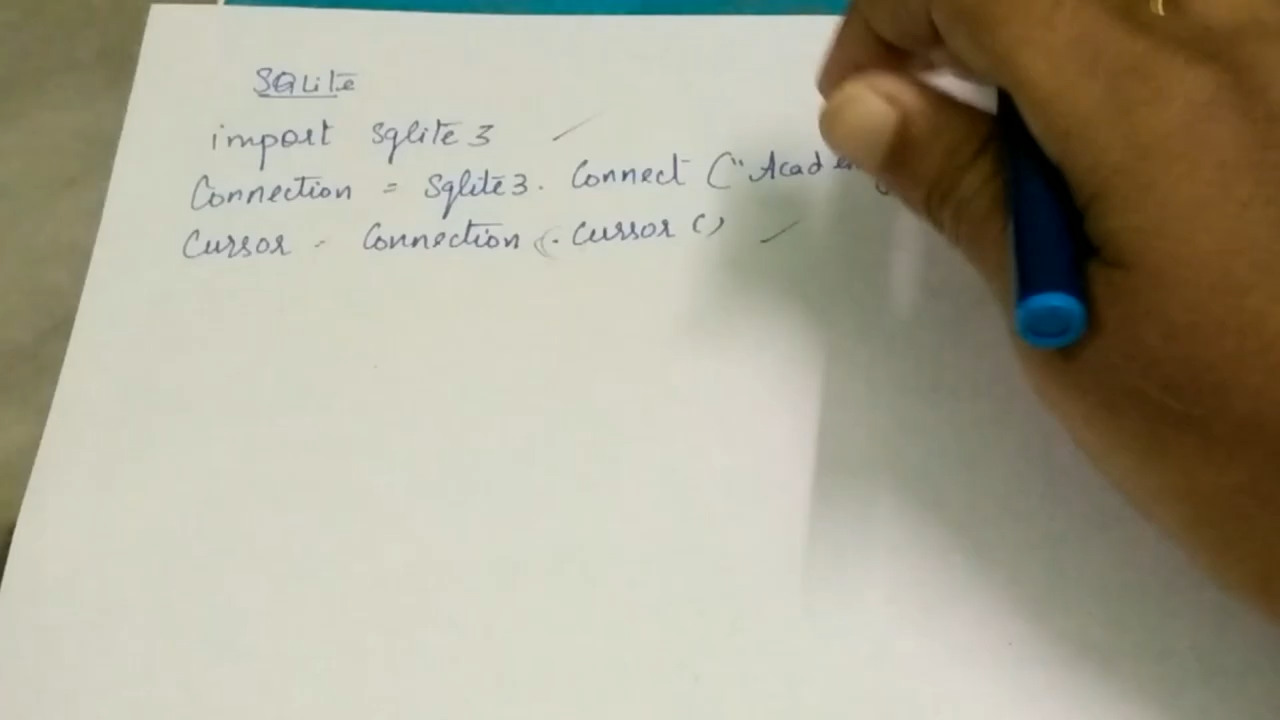 SQLite
import sqlite3
Connection = Sqlite3. Connect ("Acad
Cursor - Connection . Cursor ()